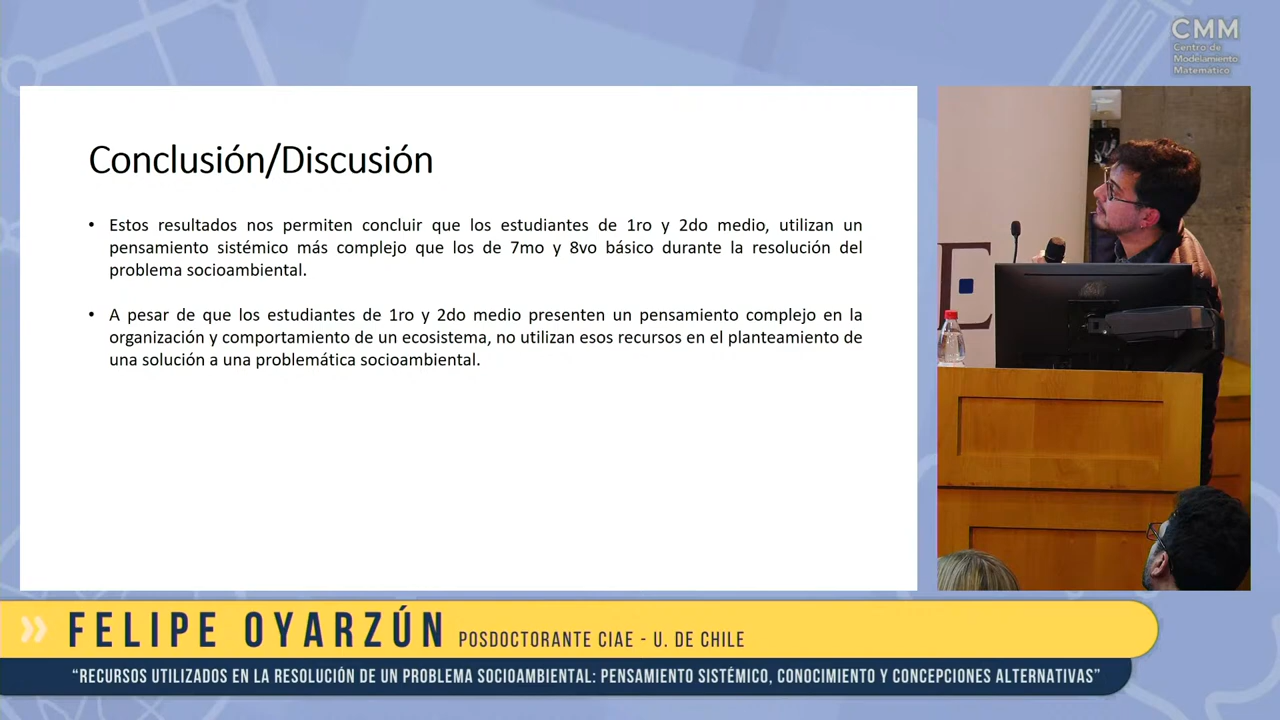 CMM
Centro de
Modelamiento
Matemático
Conclusión/Discusión
• Estos resultados nos permiten concluir que los estudiantes de 1ro y 2do medio, utilizan un
pensamiento sistémico más complejo que los de 7mo y 8vo básico durante la resolución del
problema socioambiental.
• A pesar de que los estudiantes de 1ro y 2do medio presenten un pensamiento complejo en la
organización y comportamiento de un ecosistema, no utilizan esos recursos en el planteamiento de
una solución a una problemática socioambiental.
E
» FELIPE OYARZÚN POSDOCTORANTE CIAE - U. DE CHILE
“RECURSOS UTILIZADOS EN LA RESOLUCIÓN DE UN PROBLEMA SOCIOAMBIENTAL: PENSAMIENTO SISTÉMICO, CONOCIMIENTO Y CONCEPCIONES ALTERNATIVAS”